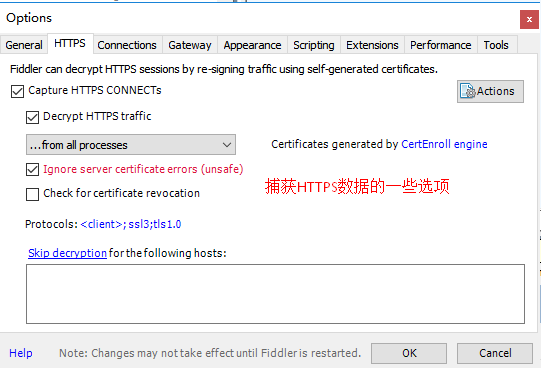 Options
General HTTPS Connections Gateway Appearance Scripting Extensions Performance Tools
Fiddler can decrypt HTTPS sessions by re-signing traffic using self-generated certificates.
Capture HTTPS CONNECTs
Actions
Decrypt HTTPS traffic
...from all processes
Certificates generated by CertEnroll engine
Ignore server certificate errors (unsafe)
捕获HTTPS数据的一些选项
Check for certificate revocation
Protocols: <client>; ssl3;tls1.0
Skip decryption for the following hosts:
Help
Note: Changes may not take effect until Fiddler is restarted.
OK
Cancel